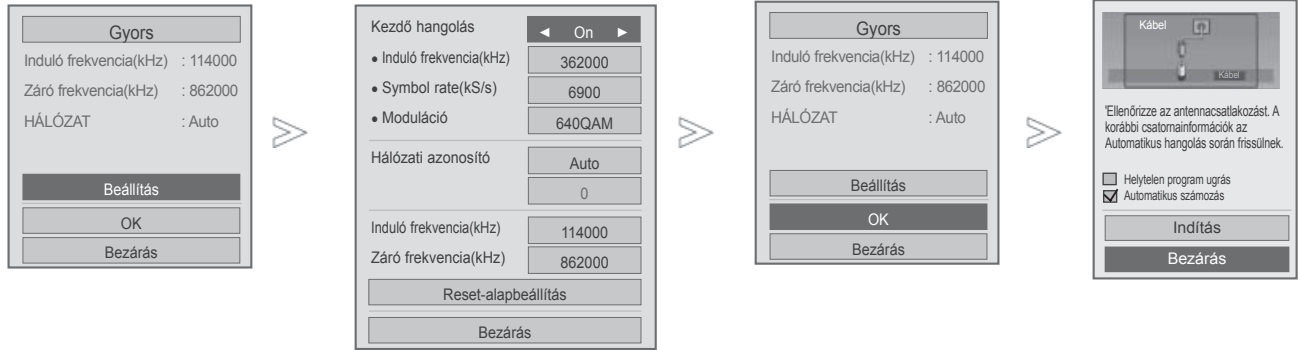 Gyors
Induló frekvencia(kHz) : 114000
Záró frekvencia(kHz) : 862000
HÁLÓZAT : Auto
Beállítás
OK
Bezárás
Kezdő hangolás ◄ On ►
• Induló frekvencia(kHz) 362000
• Symbol rate(kS/s) 6900
• Moduláció 640QAM
Hálózati azonosító Auto
0
Induló frekvencia(kHz) 114000
Záró frekvencia(kHz) 862000
Reset-alapbeállítás
Bezárás
Gyors
Induló frekvencia(kHz) : 114000
Záró frekvencia(kHz) : 862000
HÁLÓZAT : Auto
Beállítás
OK
Bezárás
Kábel
Kábel
'Ellenőrizze az antennacsatlakozást. A
korábbi csatornainformációk az
Automatikus hangolás során frissülnek.
Helytelen program ugrás
Automatikus számozás
Indítás
Bezárás